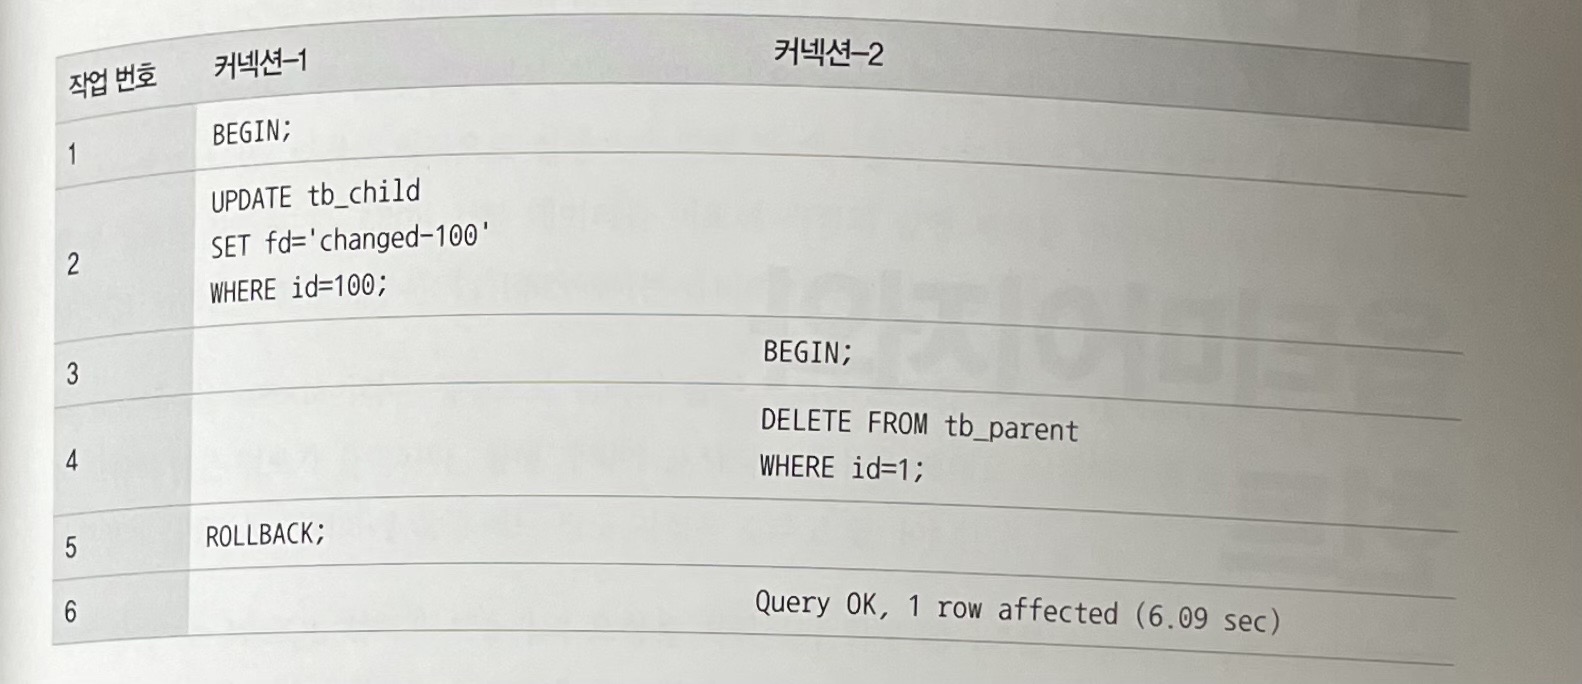 작업 번호 커넥션-1 커넥션-2
1 BEGIN;
UPDATE tb_child
2 SET fd='changed-100'
WHERE id=100;
3 BEGIN;
DELETE FROM tb_parent
4 WHERE id=1;
5 ROLLBACK;
6 Query OK, 1 row affected (6.09 sec)